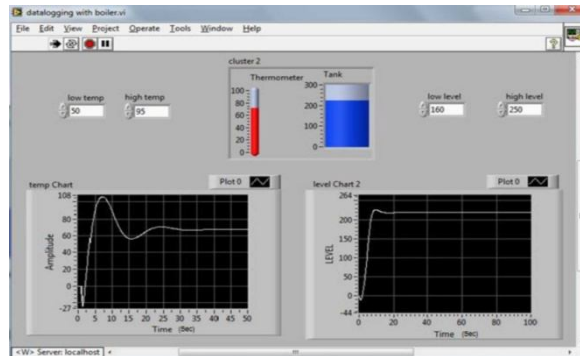 datalogging with boiler.vi
File Edit View Project Operate Tools Window Help
cluster 2
Thermometer Tank
100
80
60
40
20
0
300
200
100
0
low temp high temp
50 95
low level high level
160 250
temp Chart Plot 0
108
80
60
40
20
0
-27
Amplitude
0 5 10 15 20 25 30 35 40 45 50
Time (Sec)
level Chart 2 Plot 0
264
200
150
100
50
0
-44
LEVEL
0 20 40 60 80 100
Time (Sec)
<W> Server: localhost